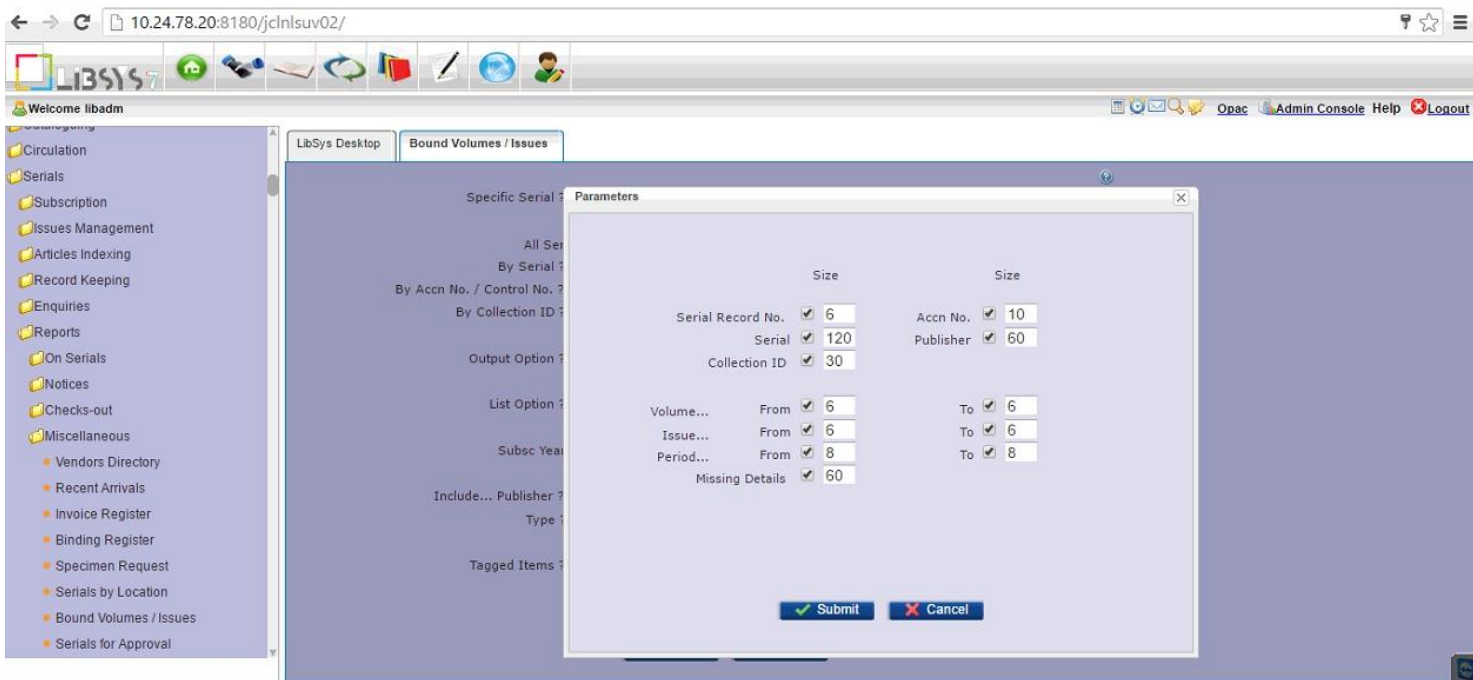 10.24.78.20:8180/jclnlsuv02/
LiBSYS7
Welcome libadm
Opac Admin Console Help Logout
Cataloguing
Circulation
Serials
Subscription
Issues Management
Articles Indexing
Record Keeping
Enquiries
Reports
On Serials
Notices
Checks-out
Miscellaneous
Vendors Directory
Recent Arrivals
Invoice Register
Binding Register
Specimen Request
Serials by Location
Bound Volumes / Issues
Serials for Approval
LibSys Desktop Bound Volumes / Issues
Specific Serial ?
All Ser
By Serial ?
By Accn No. / Control No. ?
By Collection ID ?
Output Option ?
List Option ?
Subsc Year
Include... Publisher ?
Type ?
Tagged Items ?
Parameters
Size Size
Serial Record No. 6 Accn No. 10
Serial 120 Publisher 60
Collection ID 30
Volume... From 6 To 6
Issue... From 6 To 6
Period... From 8 To 8
Missing Details 60
Submit Cancel